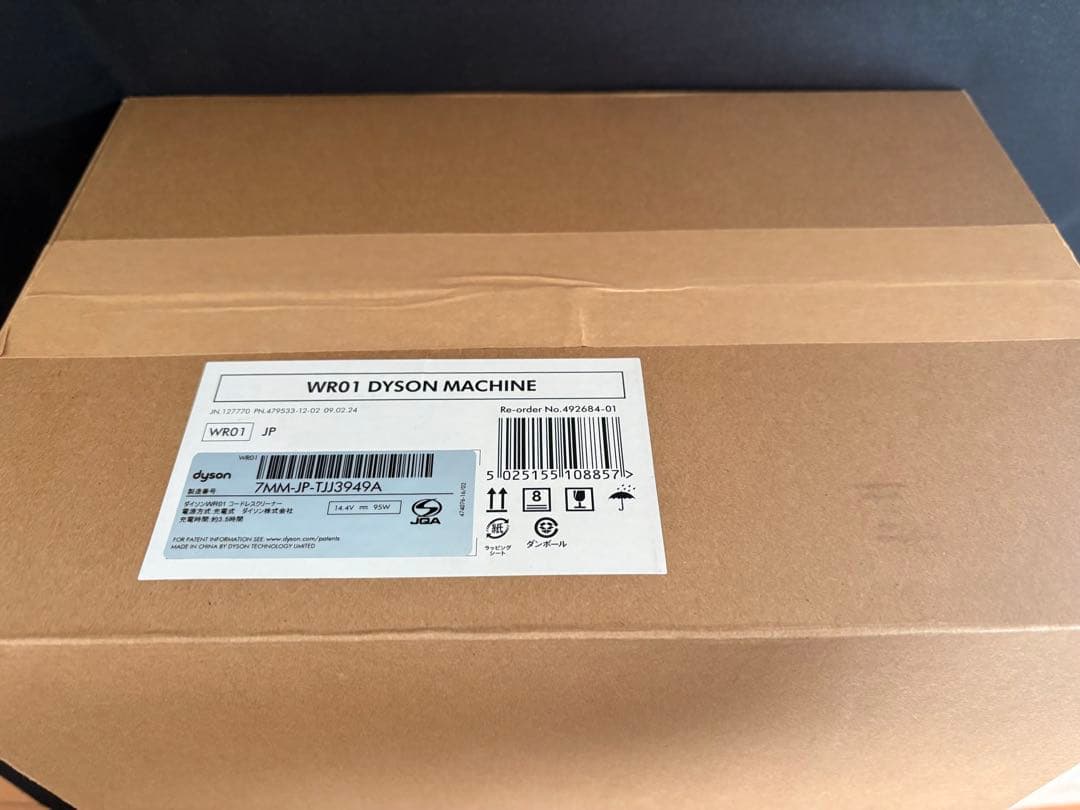 WR01 DYSON MACHINE
JN.127770 PN.479533-12-02 09.02.24
Re-order No.492684-01
WR01 JP
5 025155 108857 >
WR01
dyson
7MM-JP-TJJ3949A
製造番号
ダイソンWR01 コードレスクリーナー
電源方式:充電式 ダイソン株式会社
充電時間:約3.5時間
14.4V ⎓ 95W
S
JQA
474076-16/02
8
FOR PATENT INFORMATION SEE: www.dyson.com/patents
MADE IN CHINA BY DYSON TECHNOLOGY LIMITED
紙
ラッピング
シート
ダンボール